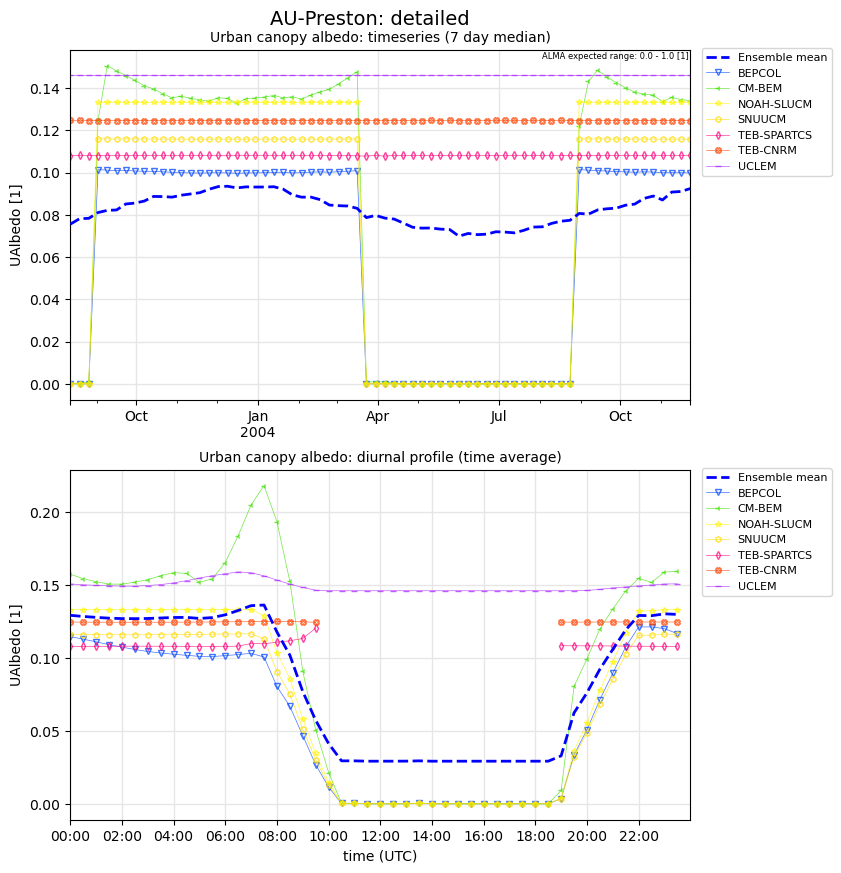 AU-Preston: detailed
Urban canopy albedo: timeseries (7 day median)
ALMA expected range: 0.0 - 1.0 [1]
UAlbedo [1]
0.14
0.12
0.10
0.08
0.06
0.04
0.02
0.00
Oct
Jan
2004
Apr
Jul
Oct
Ensemble mean
BEPCOL
CM-BEM
NOAH-SLUCM
SNUUCM
TEB-SPARTCS
TEB-CNRM
UCLEM
Urban canopy albedo: diurnal profile (time average)
UAlbedo [1]
0.20
0.15
0.10
0.05
0.00
00:00 02:00 04:00 06:00 08:00 10:00 12:00 14:00 16:00 18:00 20:00 22:00
time (UTC)
Ensemble mean
BEPCOL
CM-BEM
NOAH-SLUCM
SNUUCM
TEB-SPARTCS
TEB-CNRM
UCLEM